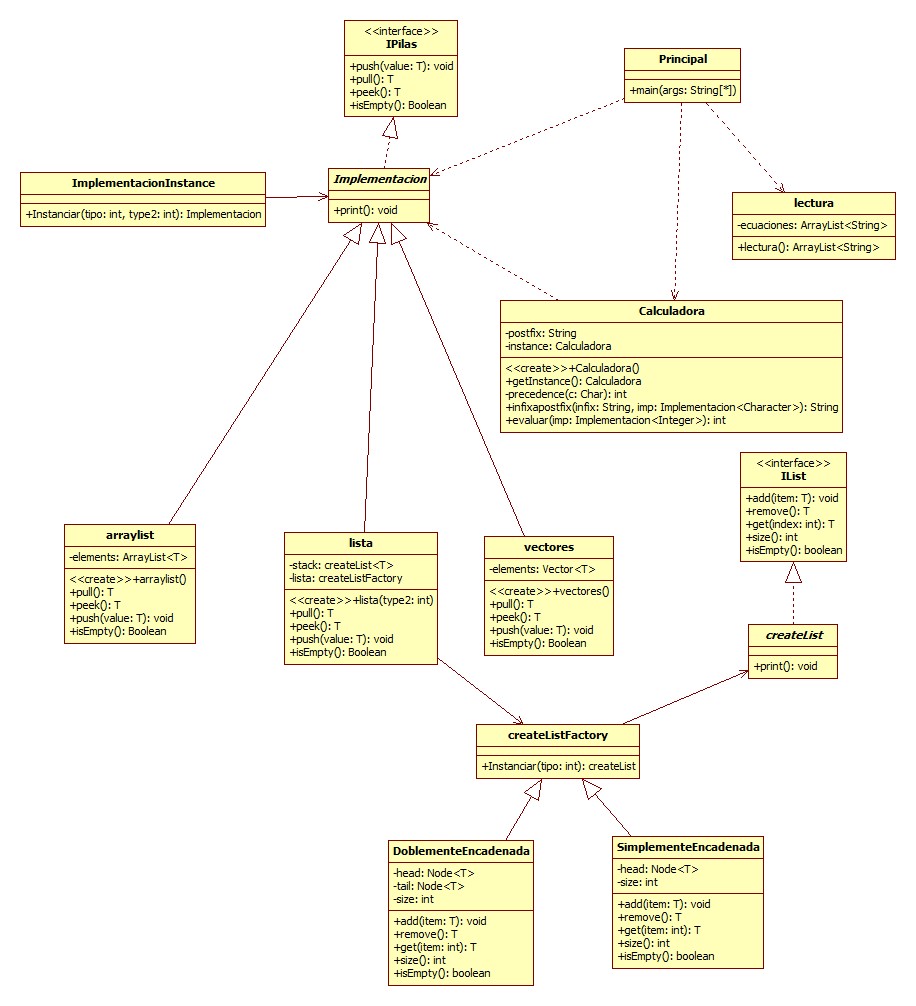 <<interface>>
IPilas
+push(value: T): void
+pull(): T
+peek(): T
+isEmpty(): Boolean
Principal
+main(args: String[*])
ImplementacionInstance
+Instanciar(tipo: int, type2: int): Implementacion
Implementacion
+print(): void
lectura
-ecuaciones: ArrayList<String>
+lectura(): ArrayList<String>
Calculadora
-postfix: String
-instance: Calculadora
<<create>>+Calculadora()
+getInstance(): Calculadora
-precedence(c: Char): int
+infixapostfix(infix: String, imp: Implementacion<Character>): String
+evaluar(imp: Implementacion<Integer>): int
<<interface>>
IList
+add(item: T): void
+remove(): T
+get(index: int): T
+size(): int
+isEmpty(): boolean
arraylist
-elements: ArrayList<T>
<<create>>+arraylist()
+pull(): T
+peek(): T
+push(value: T): void
+isEmpty(): Boolean
lista
-stack: createList<T>
-lista: createListFactory
<<create>>+lista(type2: int)
+pull(): T
+peek(): T
+push(value: T): void
+isEmpty(): Boolean
vectores
-elements: Vector<T>
<<create>>+vectores()
+pull(): T
+peek(): T
+push(value: T): void
+isEmpty(): Boolean
createList
+print(): void
createListFactory
+Instanciar(tipo: int): createList
DoblementeEncadenada
-head: Node<T>
-tail: Node<T>
-size: int
+add(item: T): void
+remove(): T
+get(item: int): T
+size(): int
+isEmpty(): boolean
SimplementeEncadenada
-head: Node<T>
-size: int
+add(item: T): void
+remove(): T
+get(item: int): T
+size(): int
+isEmpty(): boolean